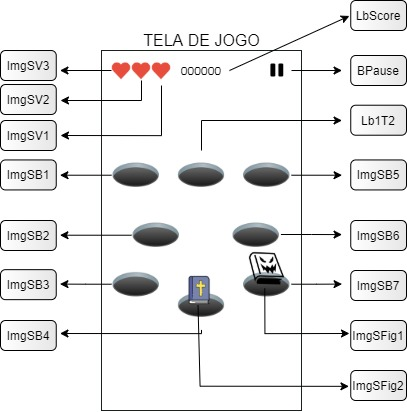 LbScore
TELA DE JOGO
ImgSV3
000000
BPause
ImgSV2
ImgSV1
Lb1T2
ImgSB1
ImgSB5
ImgSB2
ImgSB6
ImgSB3
ImgSB7
ImgSB4
ImgSFig1
ImgSFig2